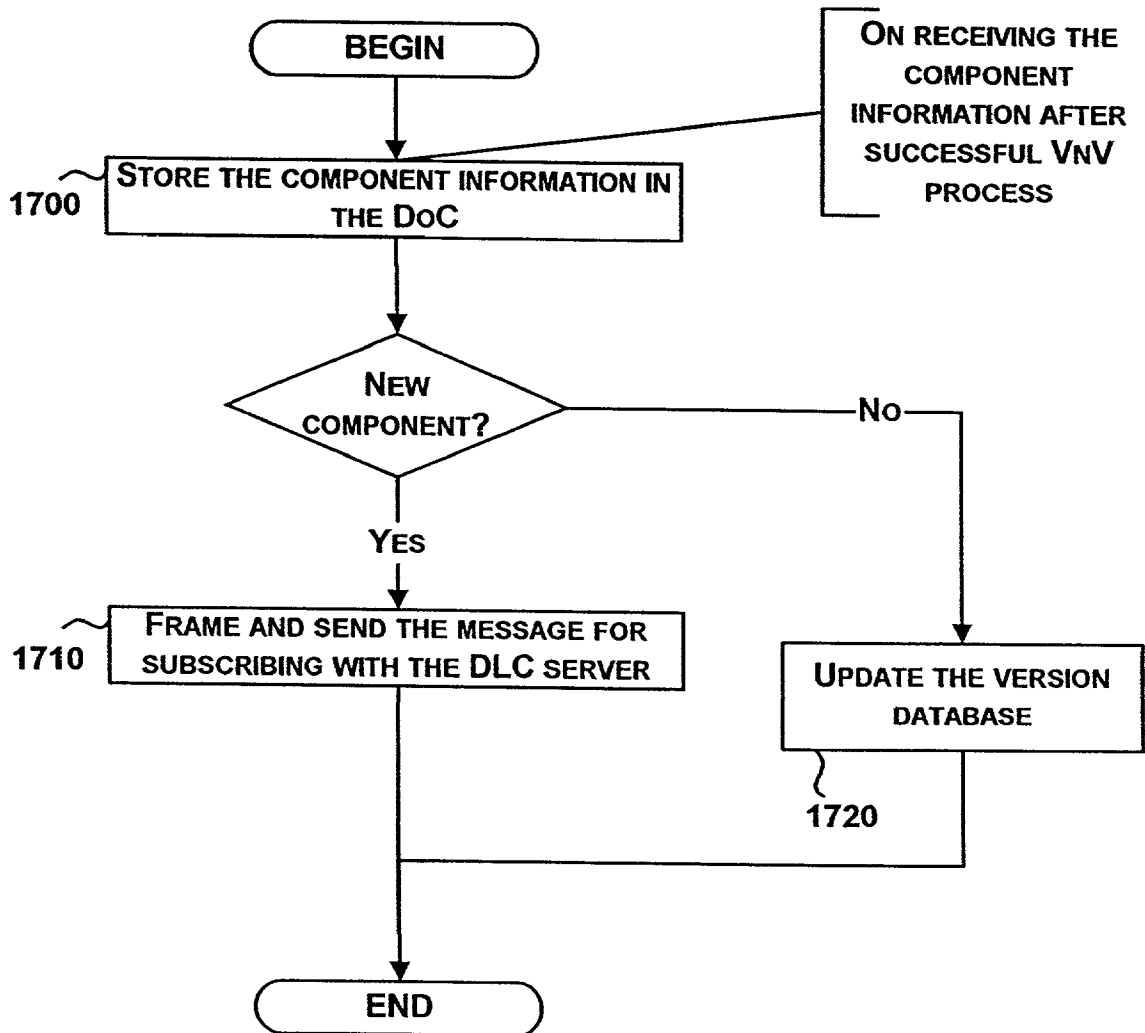 BEGIN
ON RECEIVING THE
COMPONENT
INFORMATION AFTER
SUCCESSFUL VNV
PROCESS
STORE THE COMPONENT INFORMATION IN
THE DOC
1700
NEW
COMPONENT?
NO
YES
FRAME AND SEND THE MESSAGE FOR
SUBSCRIBING WITH THE DLC SERVER
1710
UPDATE THE VERSION
DATABASE
1720
END